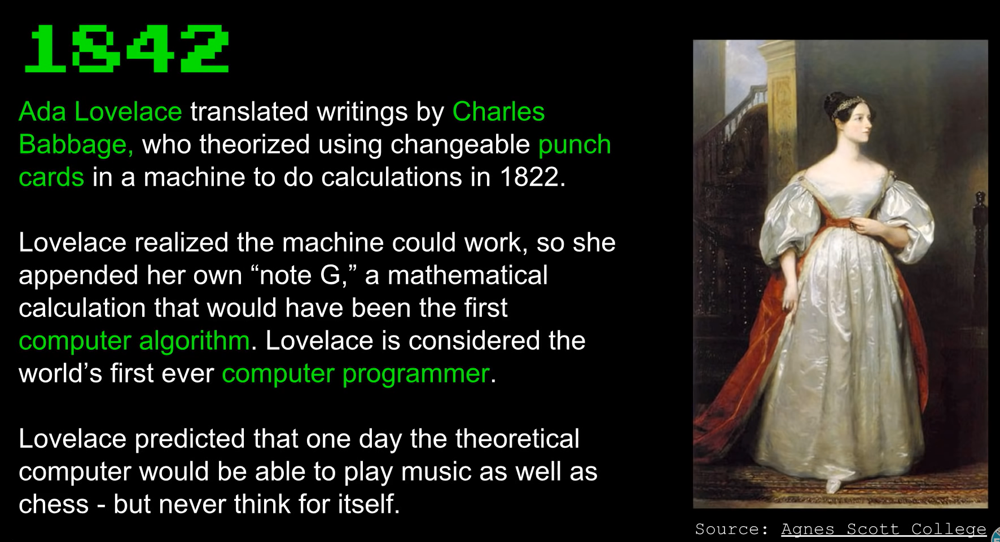 1842
Ada Lovelace translated writings by Charles
Babbage, who theorized using changeable punch
cards in a machine to do calculations in 1822.
Lovelace realized the machine could work, so she
appended her own “note G,” a mathematical
calculation that would have been the first
computer algorithm. Lovelace is considered the
world’s first ever computer programmer.
Lovelace predicted that one day the theoretical
computer would be able to play music as well as
chess - but never think for itself.
Source: Agnes Scott College